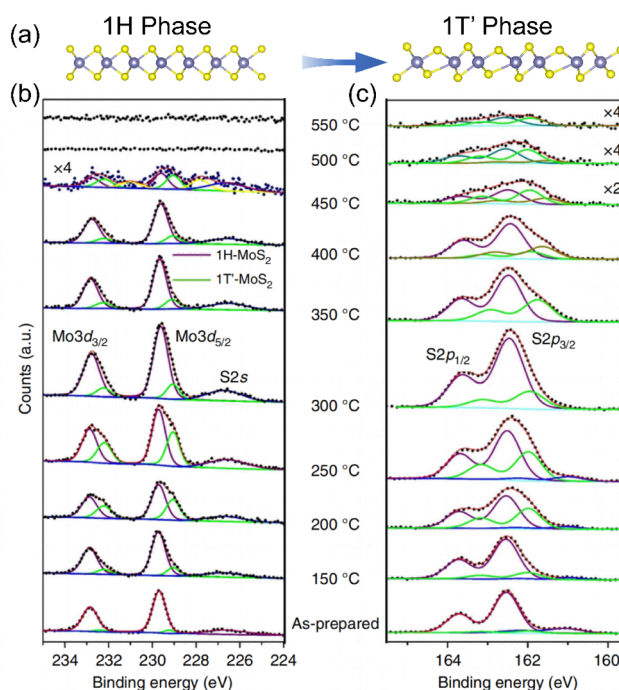 1H Phase
1T’ Phase
(a)
(b)
(c)
×4
1H-MoS2
1T’-MoS2
Mo3d3/2
Mo3d5/2
S2s
Counts (a.u.)
234 232 230 228 226 224
Binding energy (eV)
550 °C
500 °C
450 °C
400 °C
350 °C
300 °C
250 °C
200 °C
150 °C
As-prepared
×4
×4
×2
S2p1/2
S2p3/2
164 162 160
Binding energy (eV)